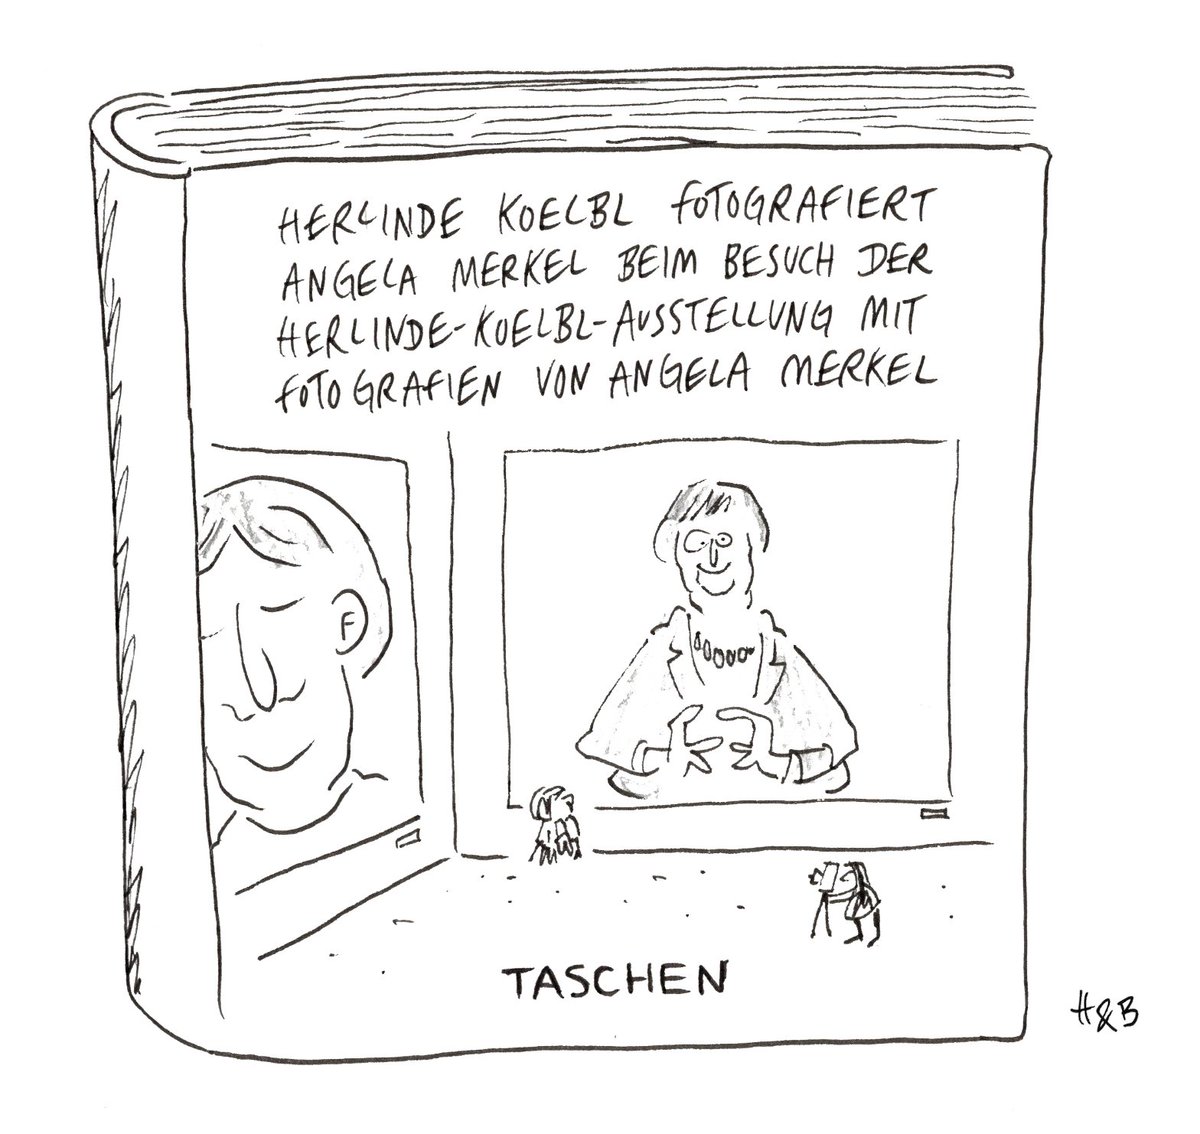 HERLINDE KOELBL FOTOGRAFIERT
ANGELA MERKEL BEIM BESUCH DER
HERLINDE-KOELBL-AUSSTELLUNG MIT
FOTOGRAFIEN VON ANGELA MERKEL
TASCHEN
H&B